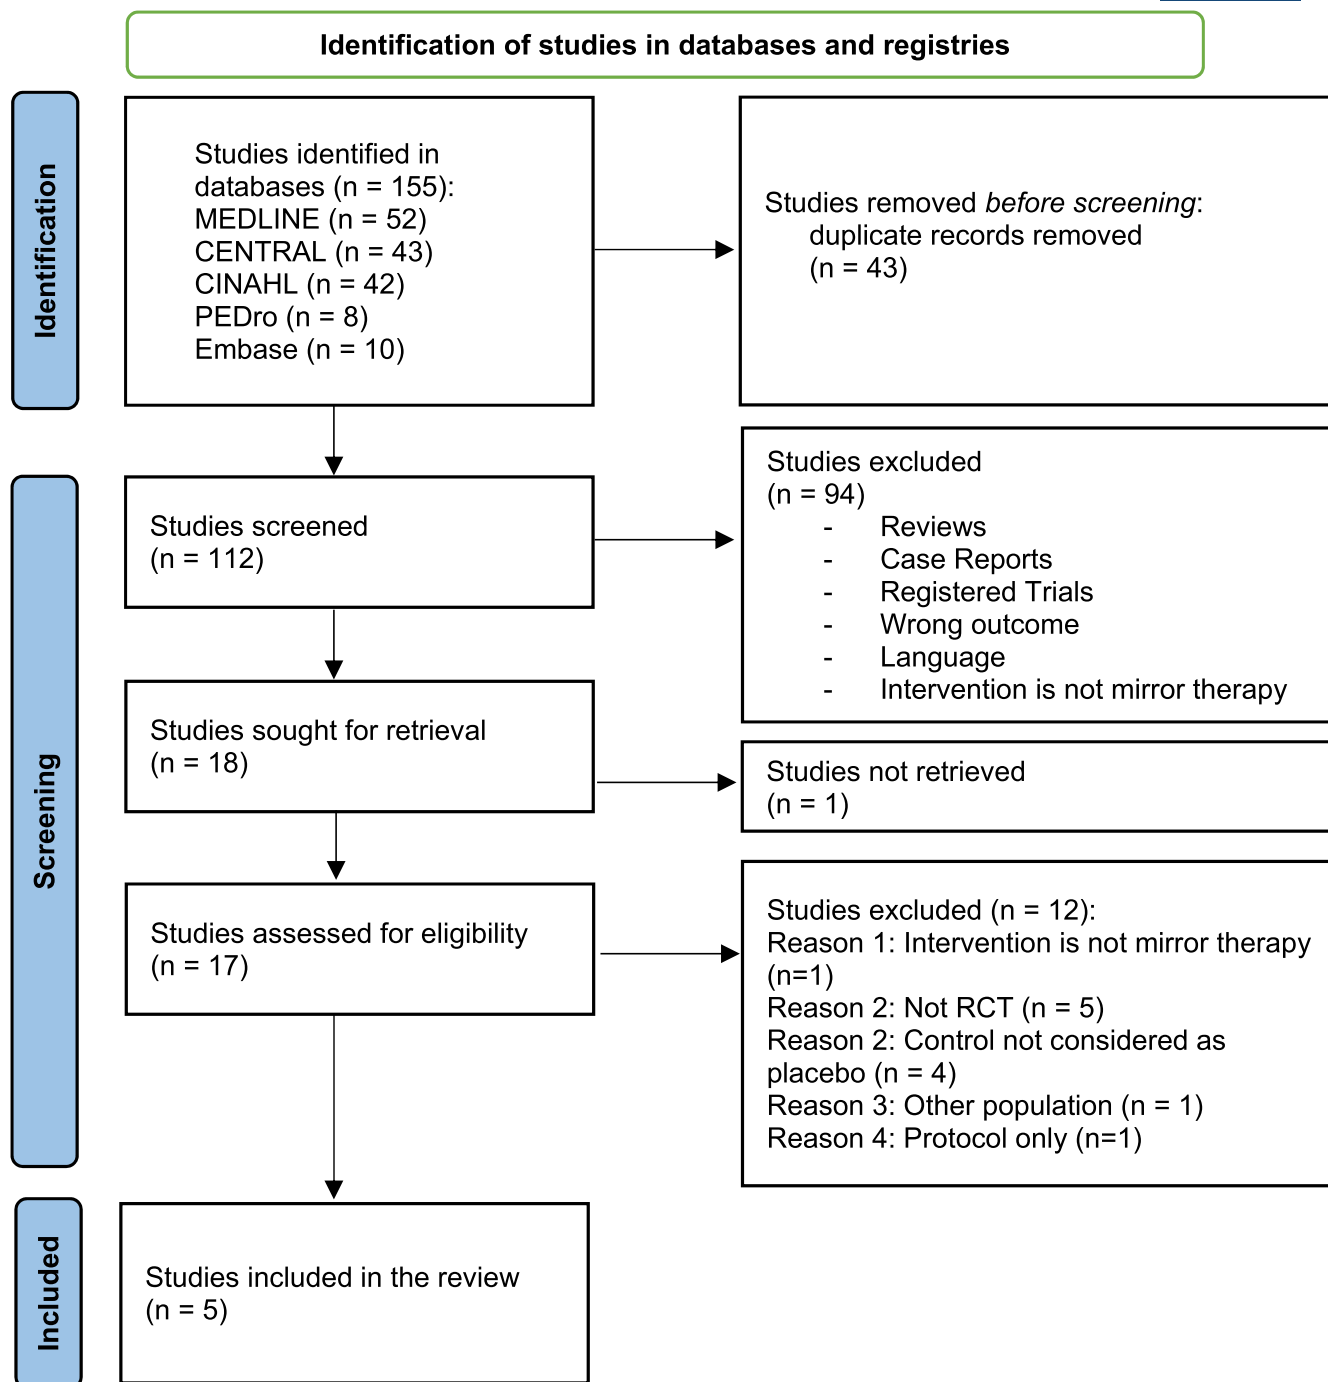 Identification of studies in databases and registries
Identification
Studies identified in
databases (n = 155):
MEDLINE (n = 52)
CENTRAL (n = 43)
CINAHL (n = 42)
PEDro (n = 8)
Embase (n = 10)
Studies removed before screening:
duplicate records removed
(n = 43)
Screening
Studies screened
(n = 112)
Studies excluded
(n = 94)
- Reviews
- Case Reports
- Registered Trials
- Wrong outcome
- Language
- Intervention is not mirror therapy
Studies sought for retrieval
(n = 18)
Studies not retrieved
(n = 1)
Studies assessed for eligibility
(n = 17)
Studies excluded (n = 12):
Reason 1: Intervention is not mirror therapy
(n=1)
Reason 2: Not RCT (n = 5)
Reason 2: Control not considered as
placebo (n = 4)
Reason 3: Other population (n = 1)
Reason 4: Protocol only (n=1)
Included
Studies included in the review
(n = 5)